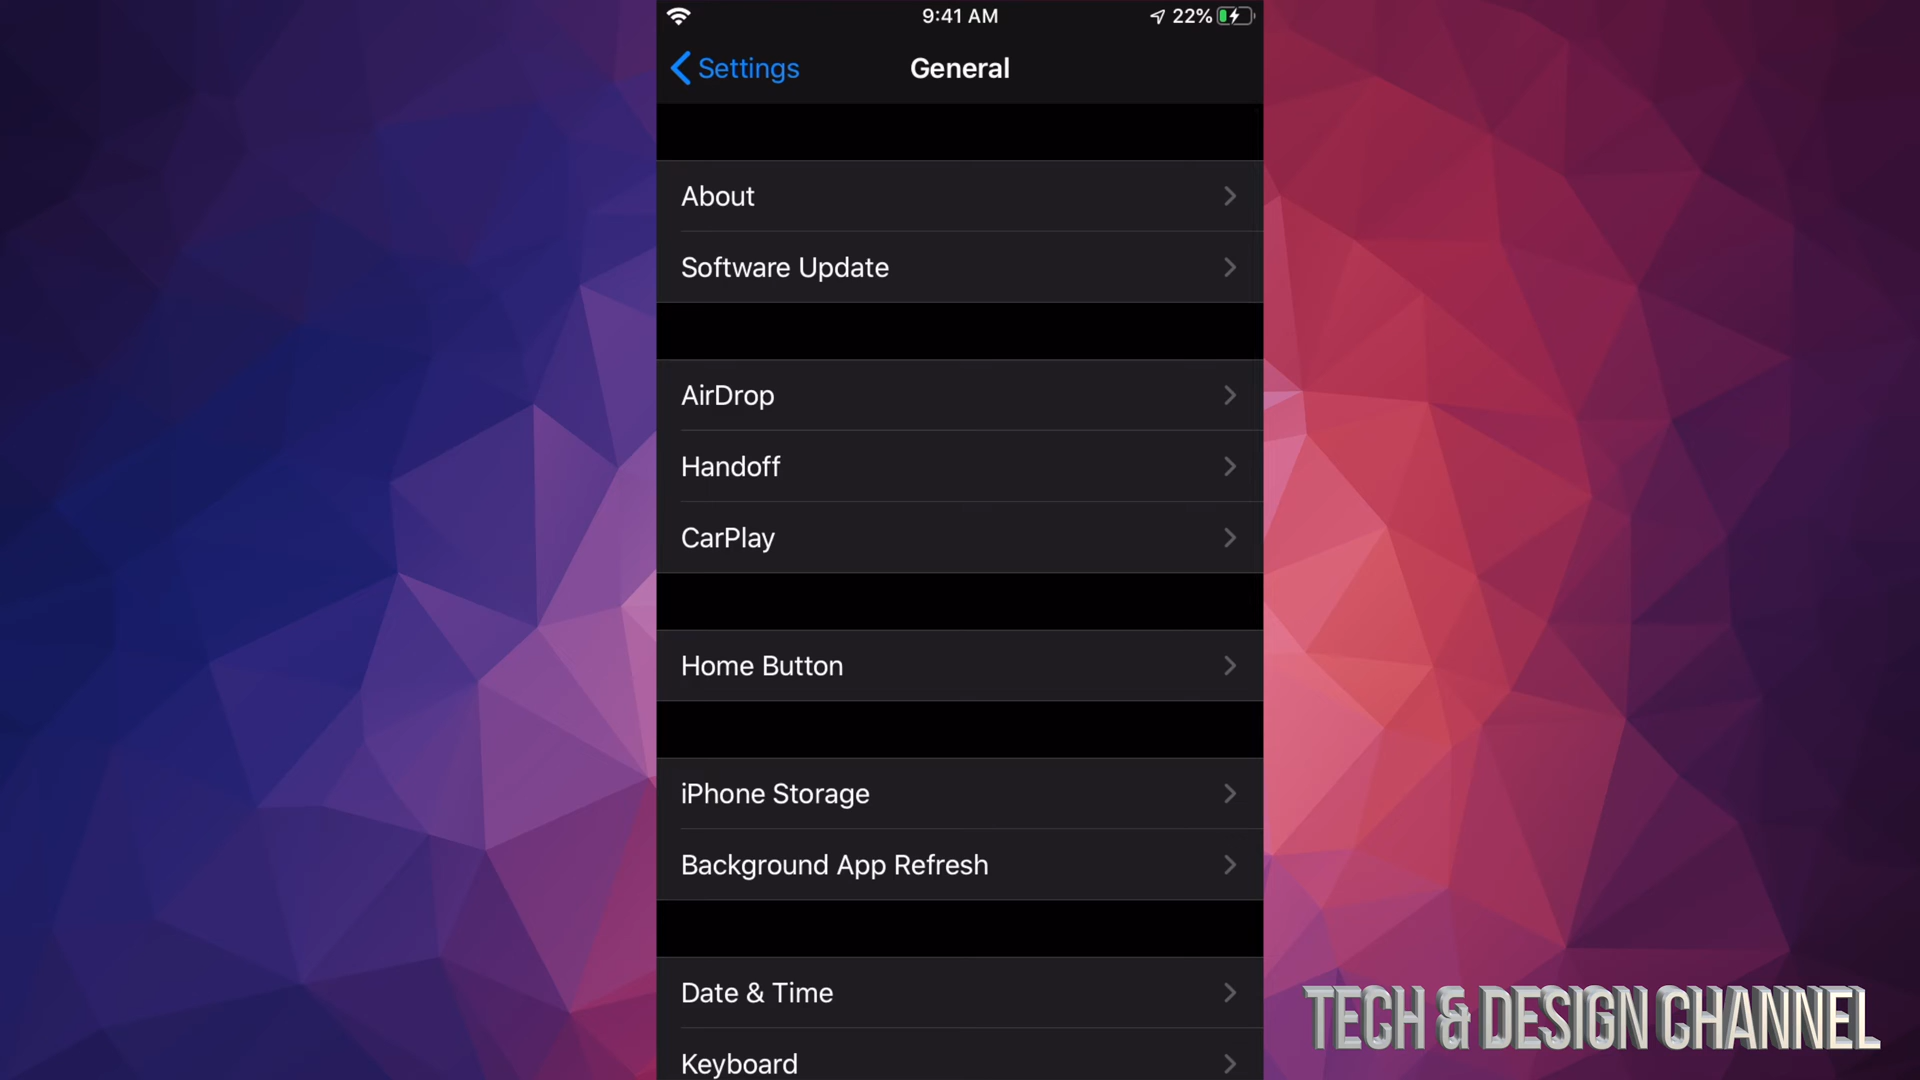 9:41 AM
22%
Settings
General
About
Software Update
AirDrop
Handoff
CarPlay
Home Button
iPhone Storage
Background App Refresh
Date & Time
Keyboard
TECH & DESIGN CHANNEL